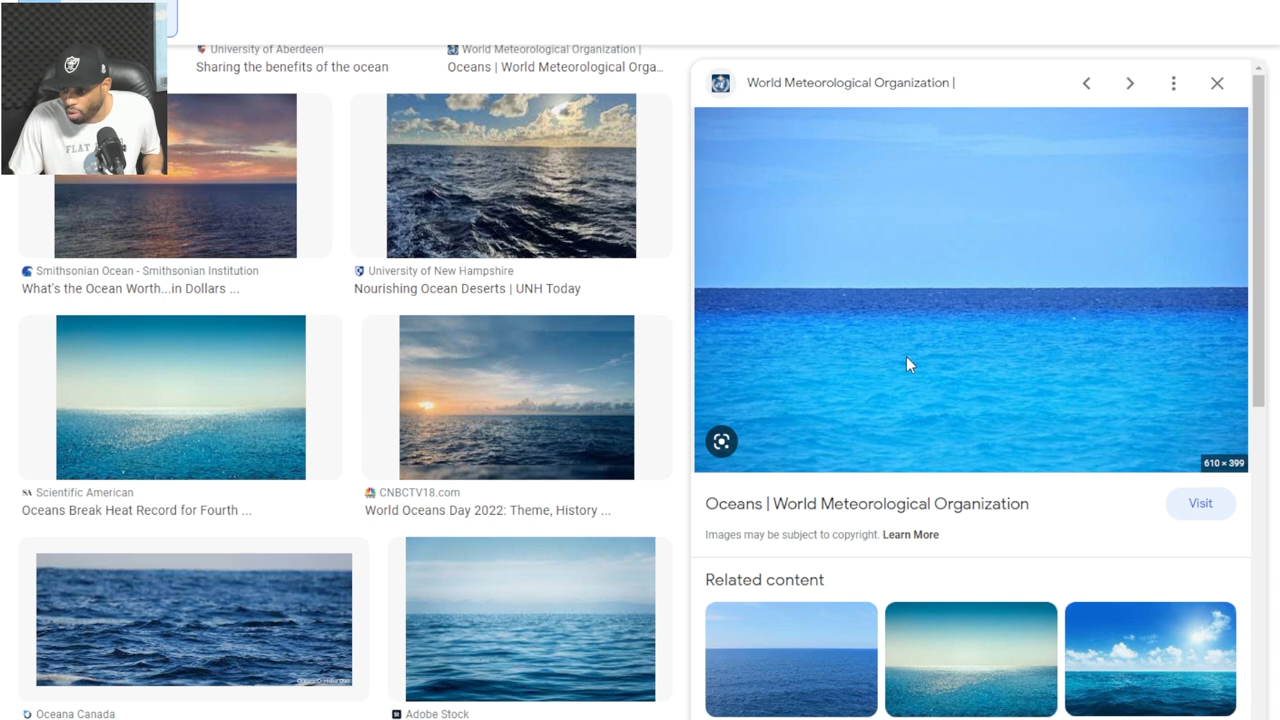 University of Aberdeen
Sharing the benefits of the ocean
World Meteorological Organization |
Oceans | World Meteorological Orga...
World Meteorological Organization |
FLAT
Smithsonian Ocean - Smithsonian Institution
What's the Ocean Worth...in Dollars ...
University of New Hampshire
Nourishing Ocean Deserts | UNH Today
610 × 399
SA Scientific American
Oceans Break Heat Record for Fourth ...
CNBCTV18.com
World Oceans Day 2022: Theme, History ...
Oceans | World Meteorological Organization
Visit
Images may be subject to copyright. Learn More
Related content
Oceana Canada
St Adobe Stock